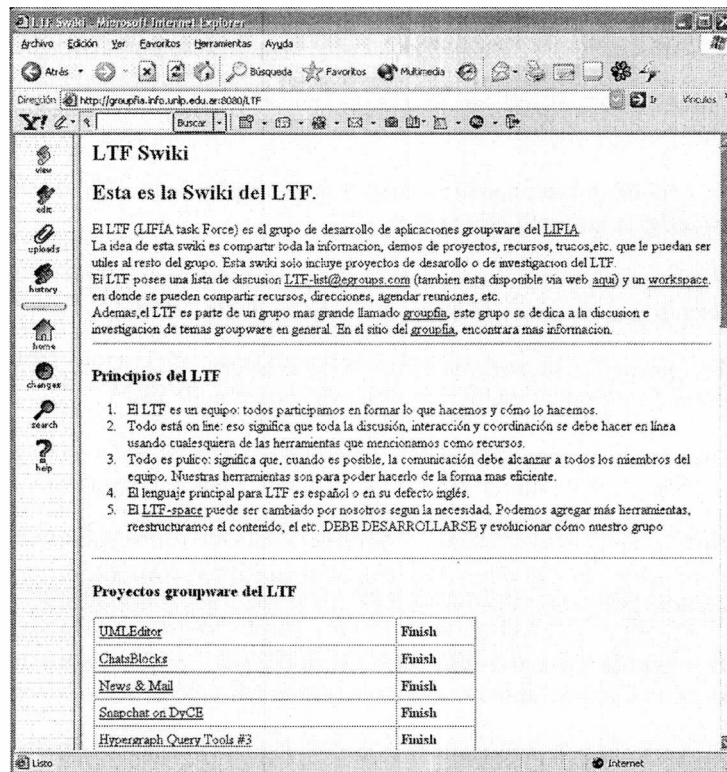 LTF Swiki - Microsoft Internet Explorer
Archivo Edición Ver Favoritos Herramientas Ayuda
Atrás Búsqueda Favoritos Multimedia
Dirección http://groupfia.info.unlp.edu.ar:8080/LTF Ir Vínculos
Y! Buscar
view
edit
uploads
history
home
changes
search
help
LTF Swiki
Esta es la Swiki del LTF.
El LTF (LIFIA task Force) es el grupo de desarrollo de aplicaciones groupware del LIFIA.
La idea de esta swiki es compartir toda la informacion, demos de proyectos, recursos, trucos,etc. que le puedan ser
utiles al resto del grupo. Esta swiki solo incluye proyectos de desarollo o de investigacion del LTF.
El LTF posee una lista de discusion LTF-list@egroups.com (tambien esta disponible via web aqui) y un workspace.
en donde se pueden compartir recursos, direcciones, agendar reuniones, etc.
Ademas,el LTF es parte de un grupo mas grande llamado groupfia, este grupo se dedica a la discusion e
investigacion de temas groupware en general. En el sitio del groupfia, encontrara mas informacion.
Principios del LTF
1. El LTF es un equipo: todos participamos en formar lo que hacemos y cómo lo hacemos.
2. Todo está on line: eso significa que toda la discusión, interacción y coordinación se debe hacer en línea
usando cualesquiera de las herramientas que mencionamos como recursos.
3. Todo es pulico: significa que, cuando es posible, la comunicación debe alcanzar a todos los miembros del
equipo. Nuestras herramientas son para poder hacerlo de la forma mas eficiente.
4. El lenguaje principal para LTF es español o en su defecto inglés.
5. El LTF-space puede ser cambiado por nosotros segun la necesidad. Podemos agregar más herramientas,
reestructuramos el contenido, el etc. DEBE DESARROLLARSE y evolucionar cómo nuestro grupo
Proyectos groupware del LTF
UMLEditor Finish
ChatsBlocks Finish
News & Mail Finish
Snapchat on DyCE Finish
Hypergraph Query Tools #3 Finish
Listo Internet